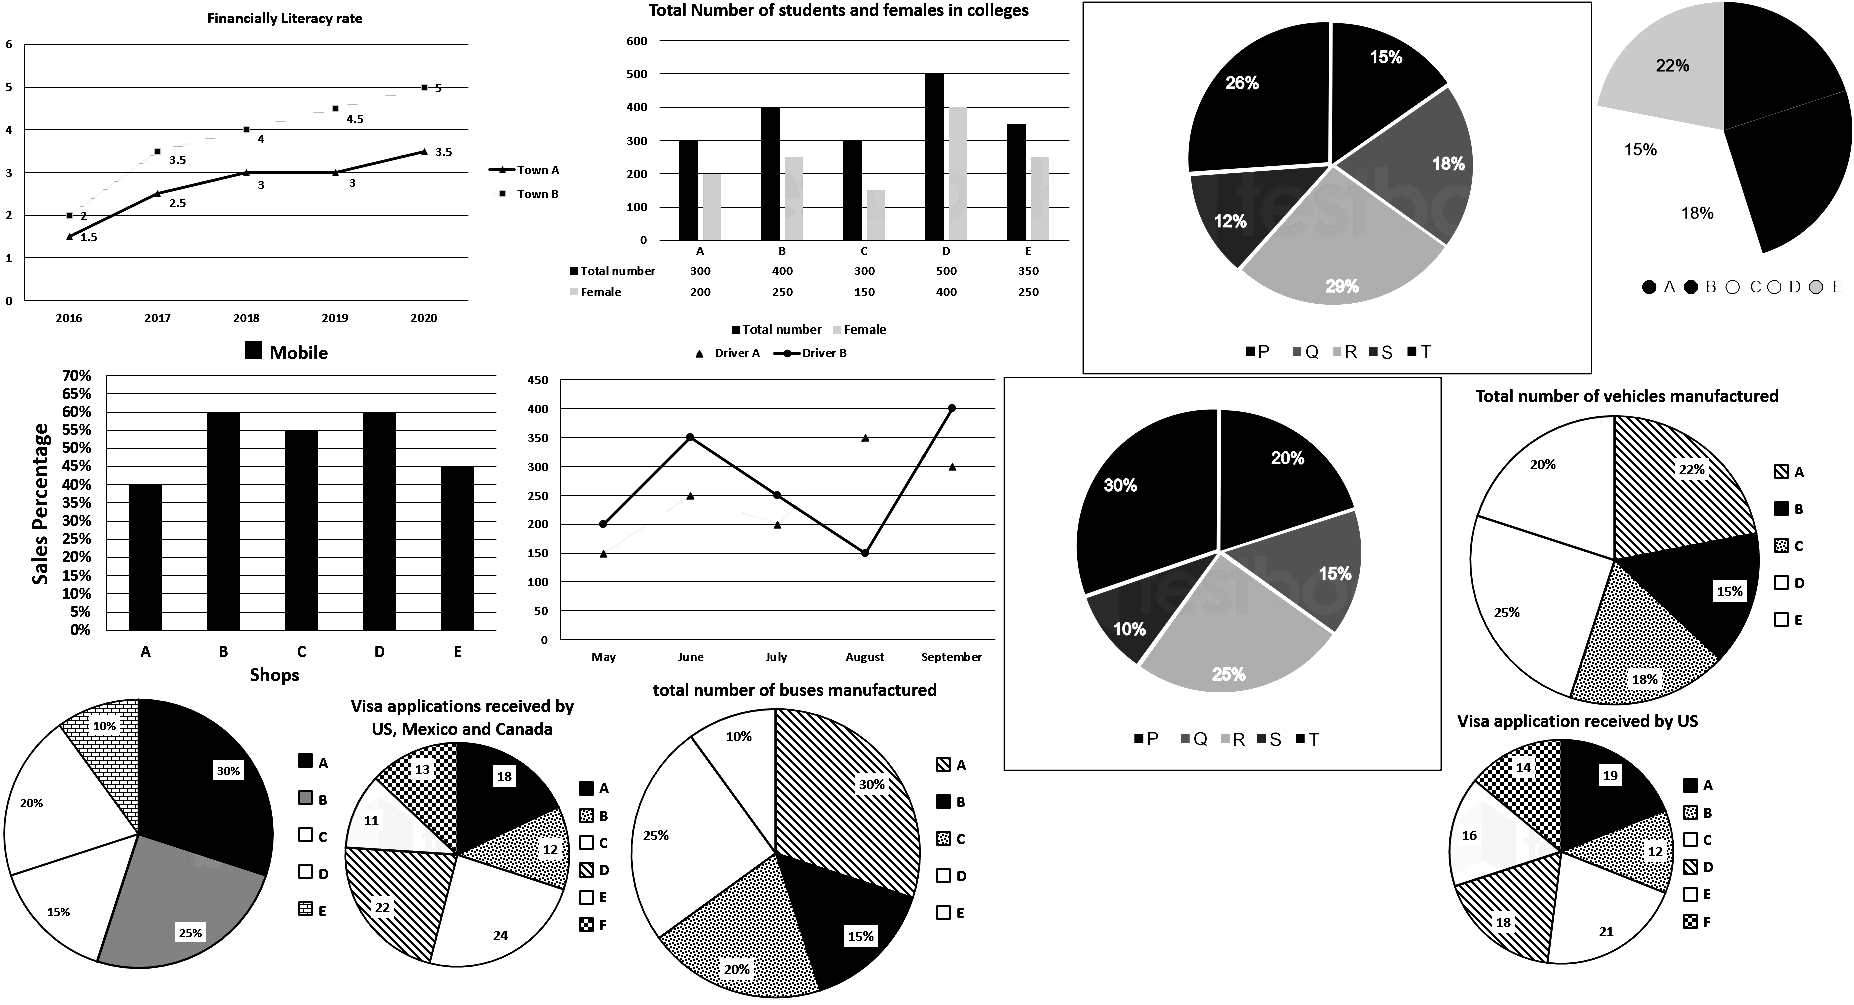 Financially Literacy rate
6
5
4
3
2
1
0
5
4.5
4
3.5
2
3.5
3
3
2.5
1.5
2016 2017 2018 2019 2020
Town A
Town B
Total Number of students and females in colleges
600
500
400
300
200
100
0
A B C D E
Total number 300 400 300 500 350
Female 200 250 150 400 250
Total number Female
15%
26%
18%
12%
29%
P Q R S T
22%
15%
18%
A B C D E
Mobile
70%
65%
60%
55%
50%
45%
40%
35%
30%
25%
20%
15%
10%
5%
0%
Sales Percentage
A B C D E
Shops
Driver A Driver B
450
400
350
300
250
200
150
100
50
0
May June July August September
20%
30%
15%
10%
25%
P Q R S T
Total number of vehicles manufactured
20%
22%
15%
25%
18%
A
B
C
D
E
10%
30%
20%
15%
25%
A
B
C
D
E
Visa applications received by
US, Mexico and Canada
13
18
11
12
22
24
A
B
C
D
E
F
total number of buses manufactured
10%
30%
25%
15%
20%
A
B
C
D
E
Visa application received by US
14
19
16
12
18
21
A
B
C
D
E
F